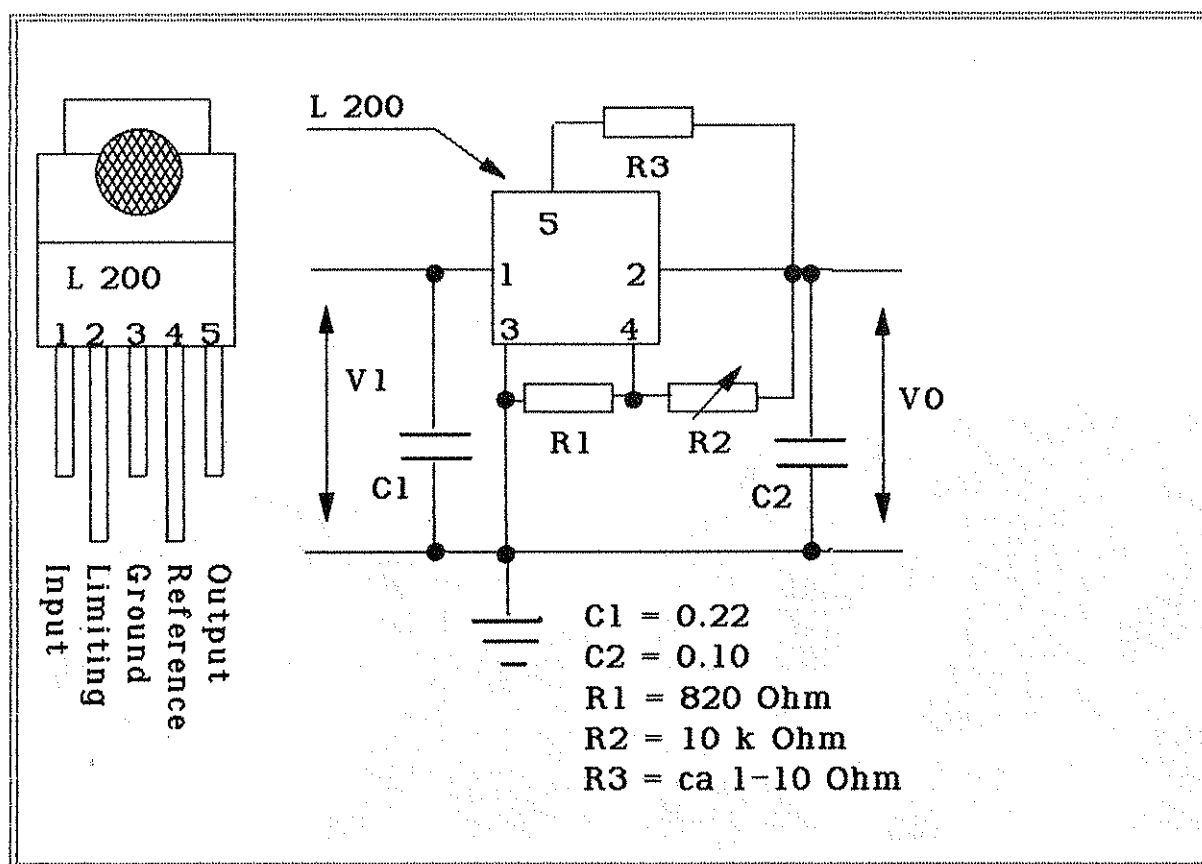 L 200
1 2 3 4 5
Input
Limiting
Ground
Reference
Output
L 200
R3
5
1
2
3
4
V1
C1
R1
R2
C2
V0
C1 = 0.22
C2 = 0.10
R1 = 820 Ohm
R2 = 10 k Ohm
R3 = ca 1-10 Ohm